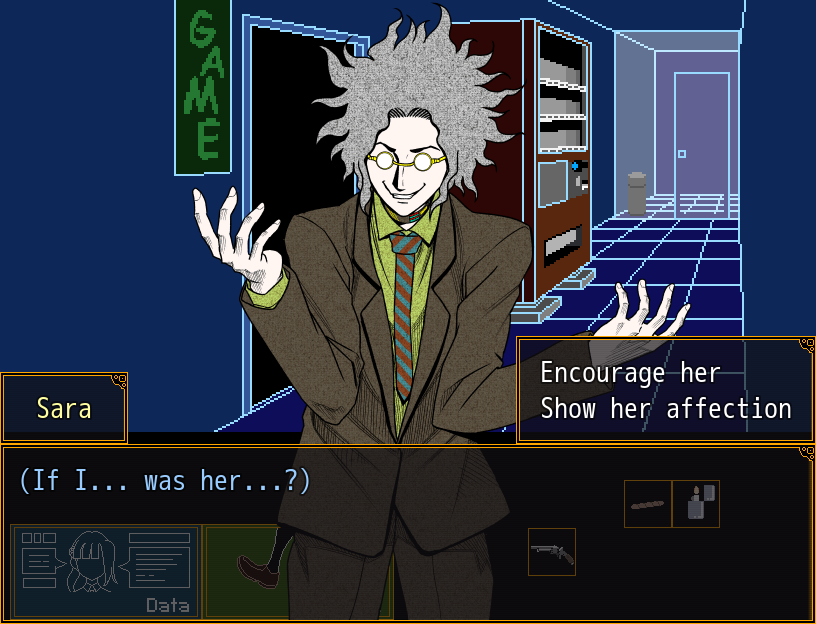 GAME
Encourage her
Show her affection
Sara
(If I... was her...?)
Data